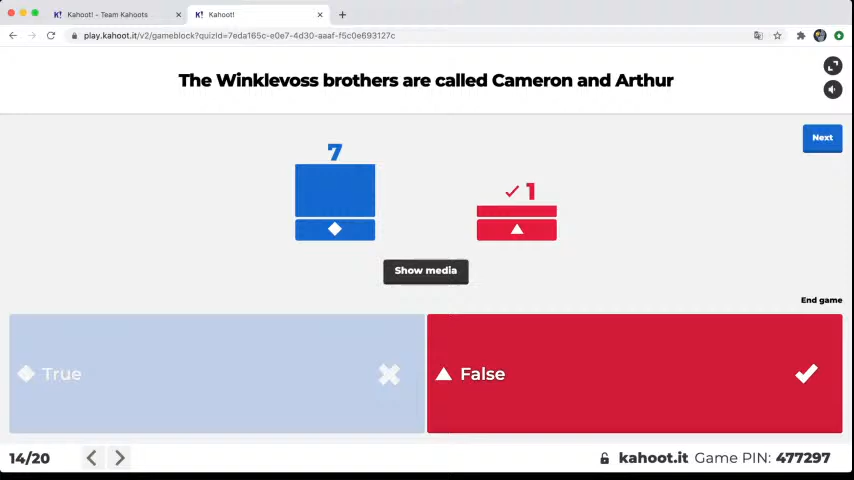 K! Kahoot! - Team Kahoots
K! Kahoot!
play.kahoot.it/v2/gameblock?quizId=7eda165c-e0e7-4d30-aaaf-f5c0e693127c
The Winklevoss brothers are called Cameron and Arthur
Next
7
1
Show media
End game
True
False
14/20
kahoot.it Game PIN: 477297